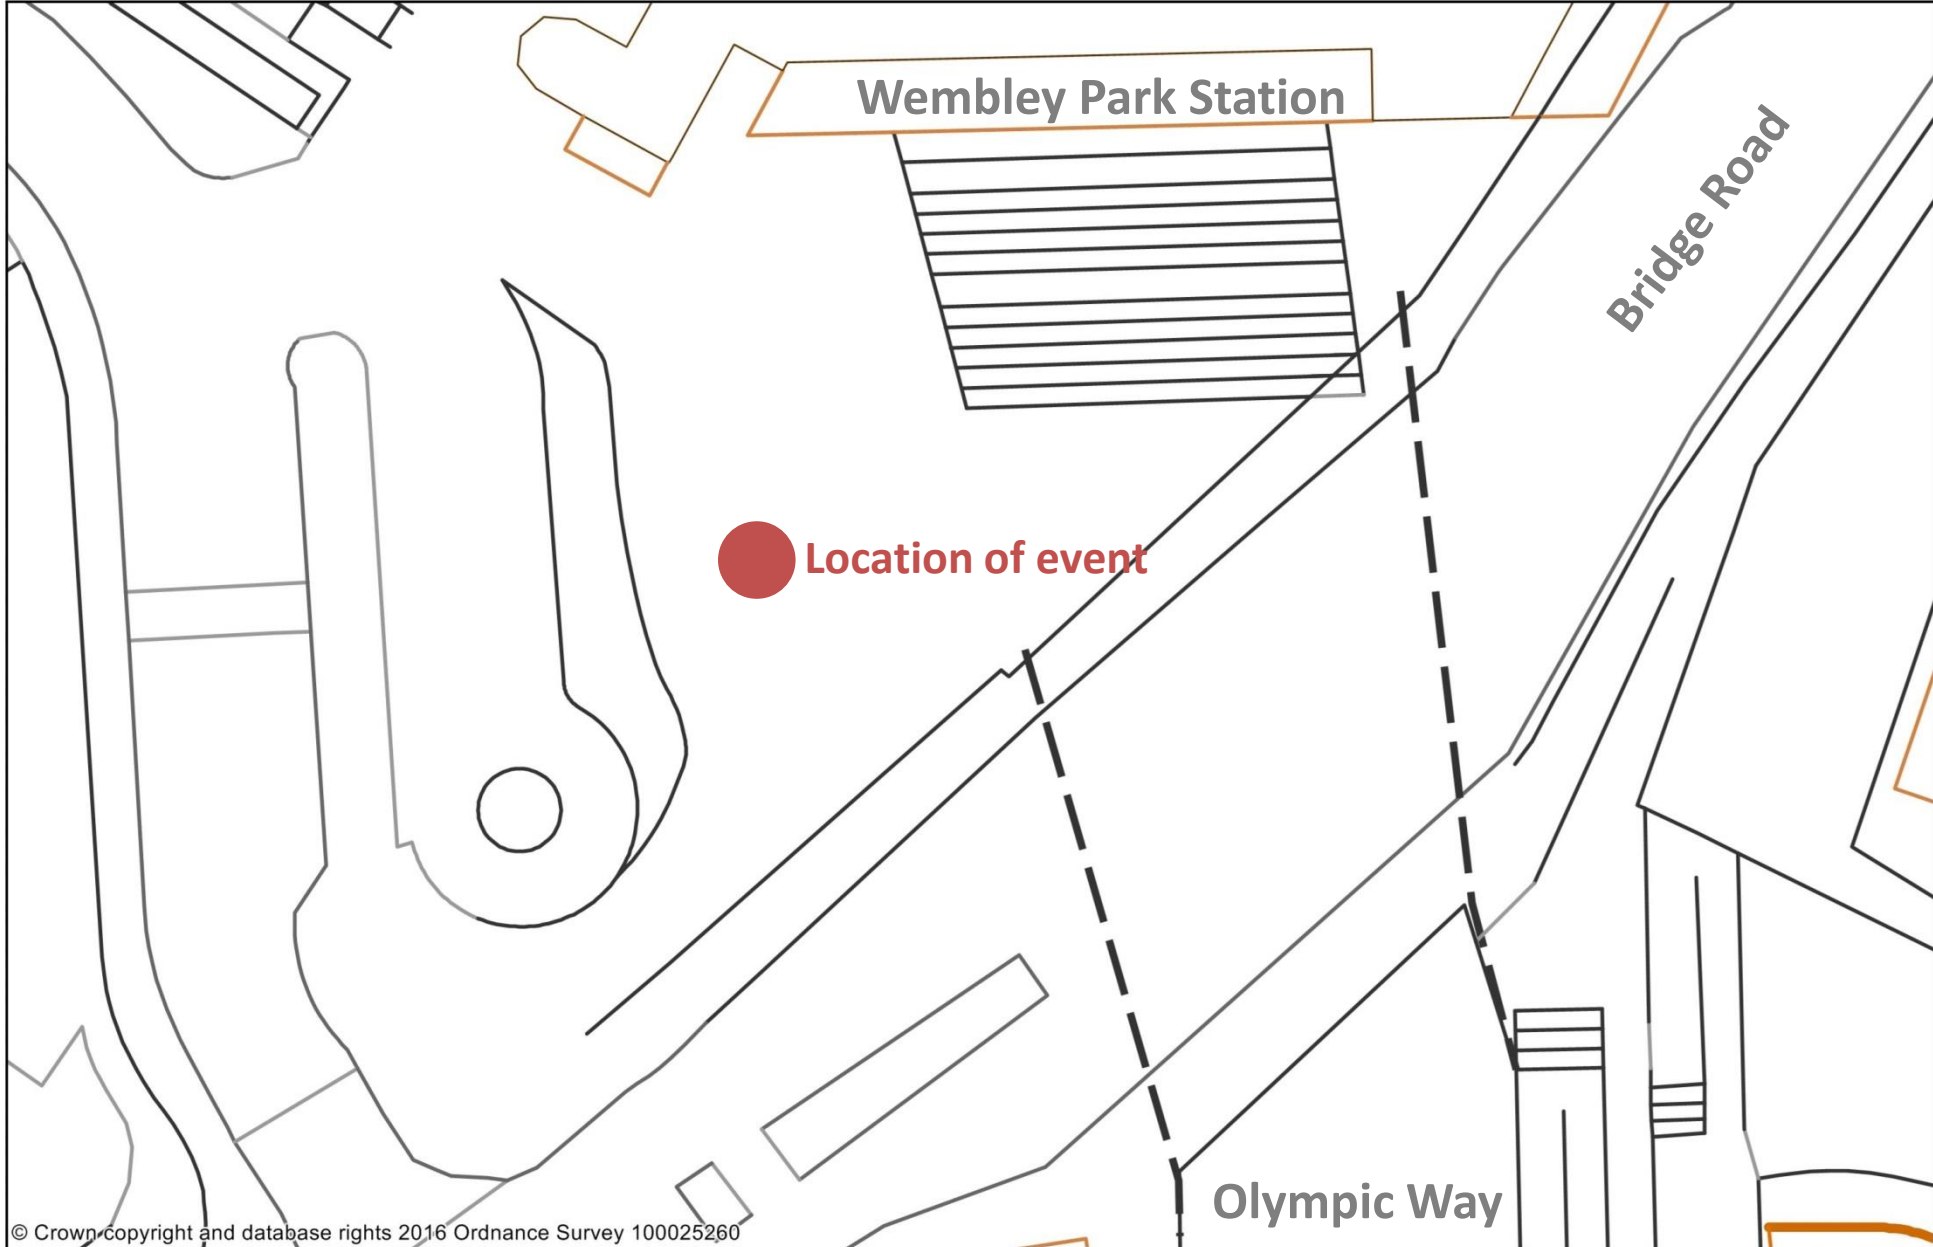 Wembley Park Station
Bridge Road
Location of event
Olympic Way
© Crown copyright and database rights 2016 Ordnance Survey 100025260